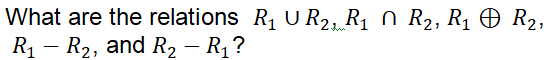 What are the relations R₁ ∪ R₂, R₁ ∩ R₂, R₁ ⊕ R₂,
R₁ − R₂, and R₂ − R₁?